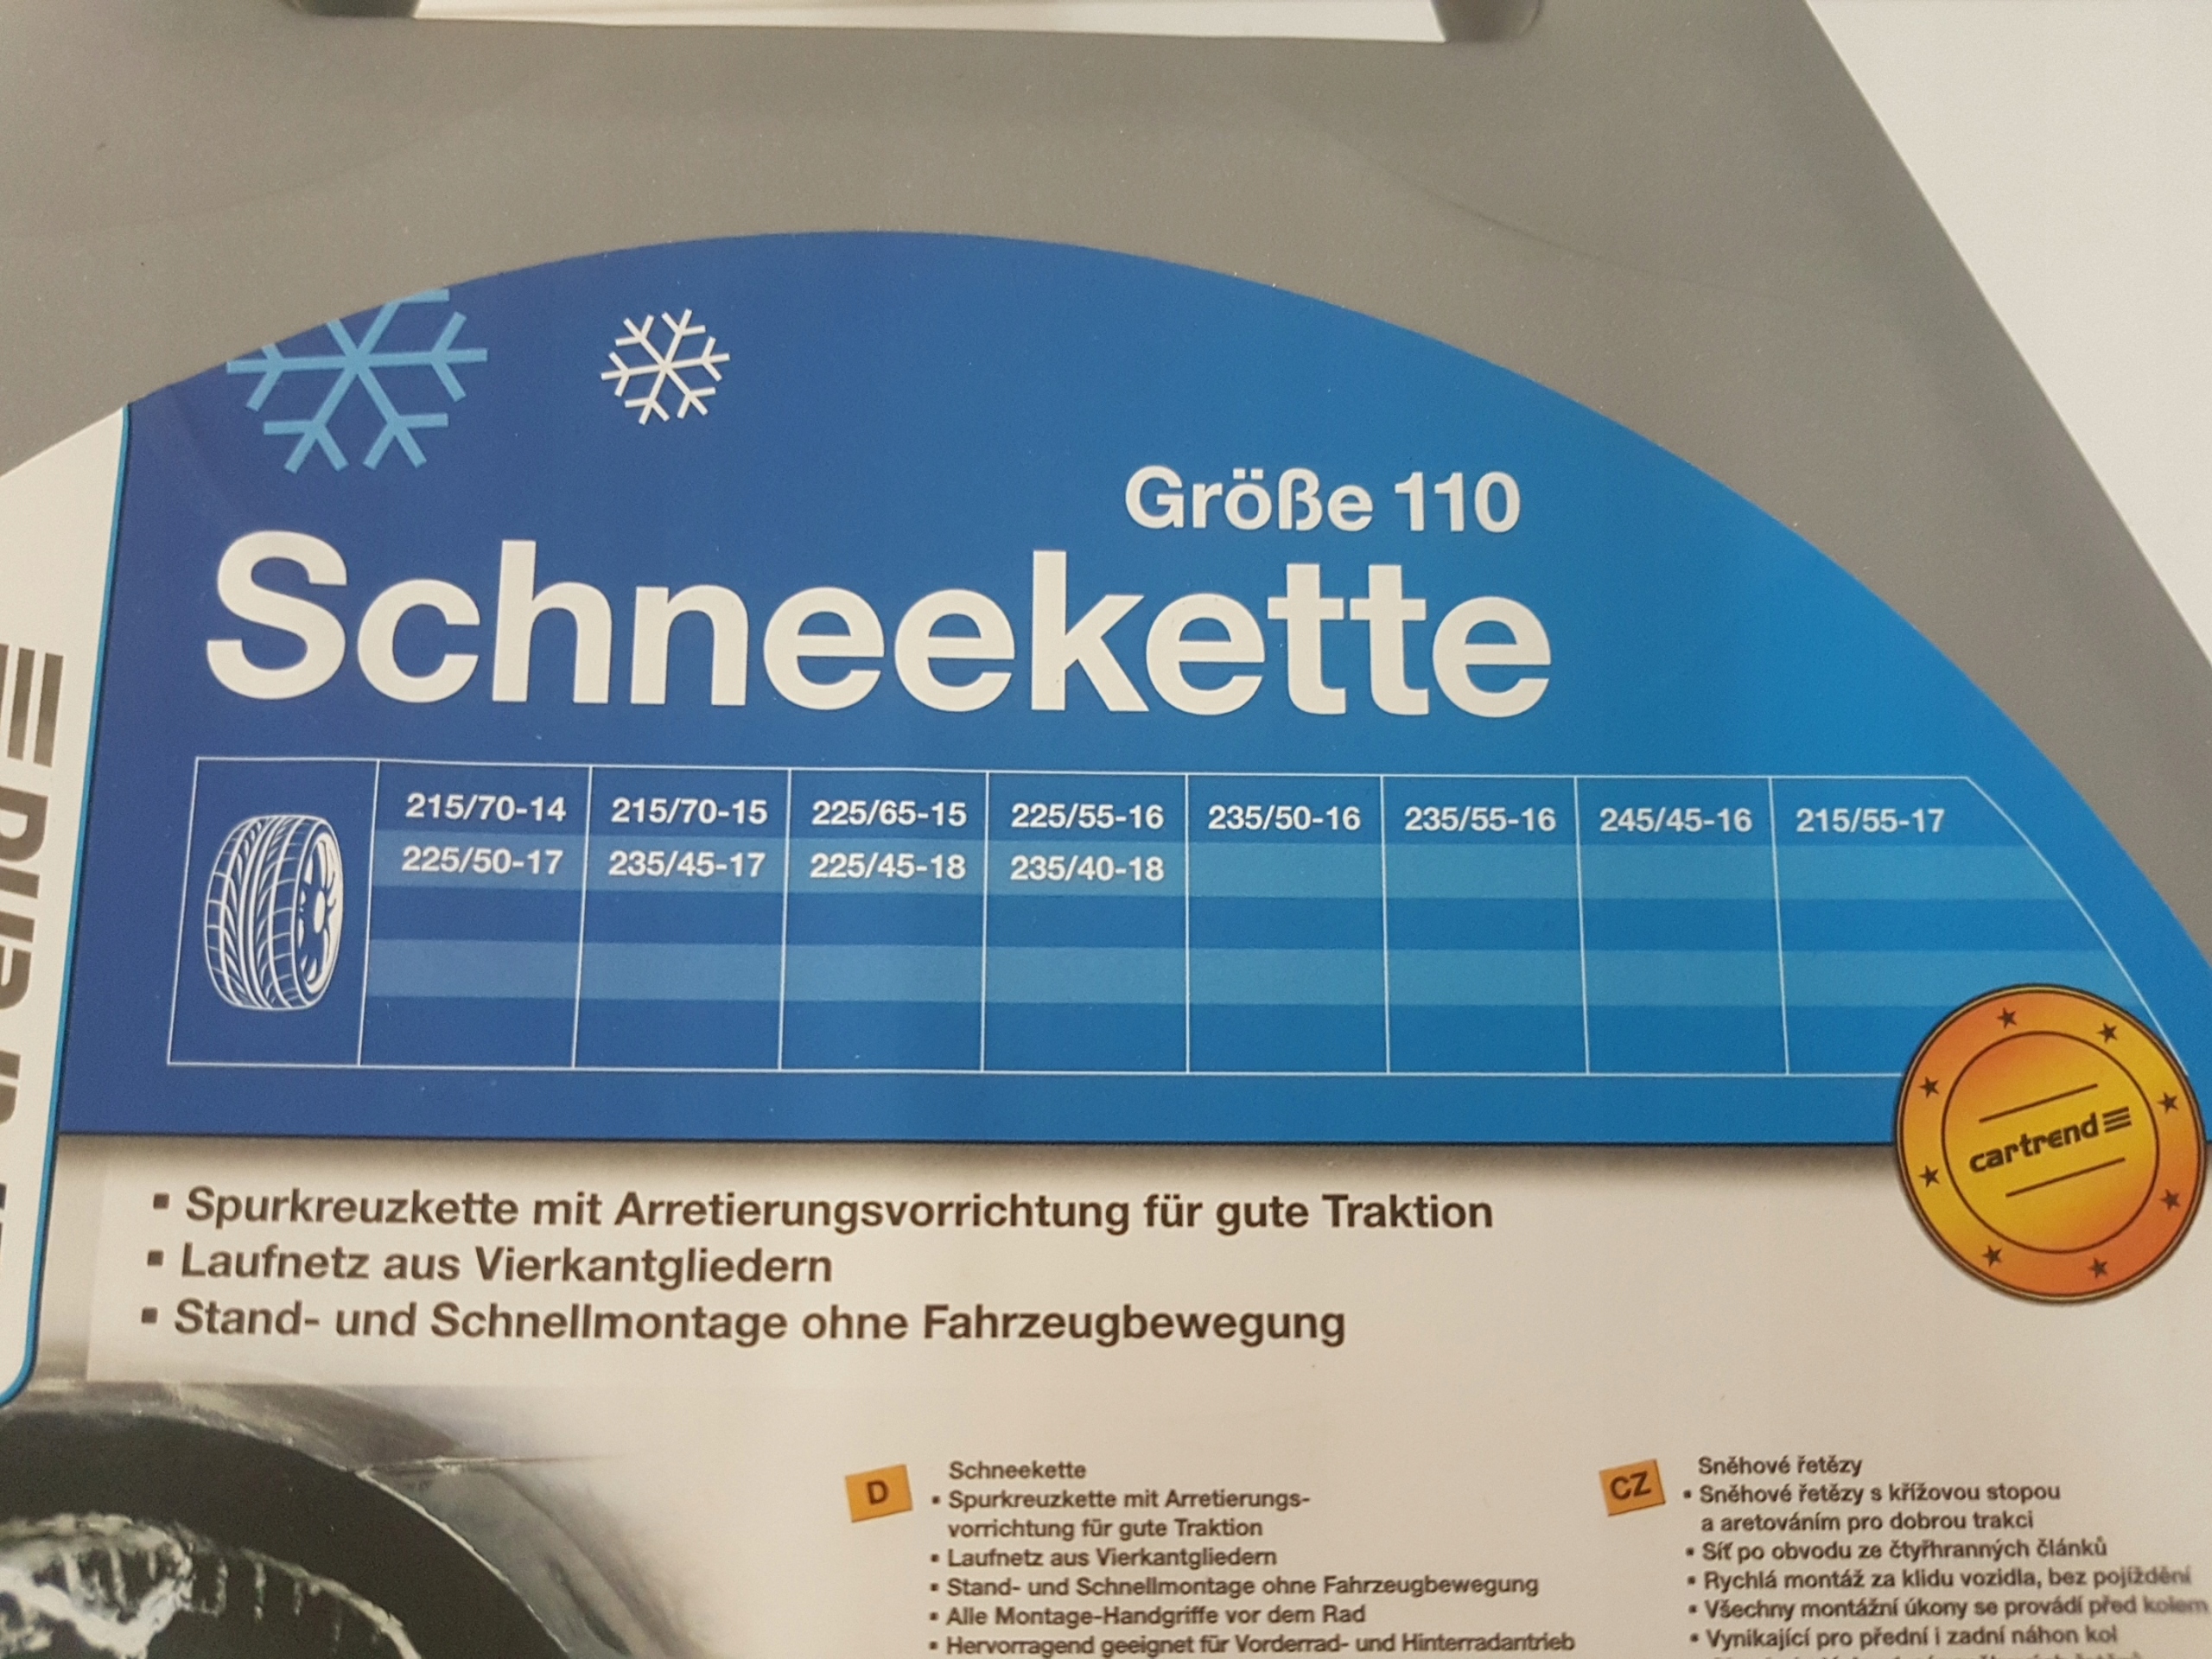 Größe 110
Schneekette
215/70-14 215/70-15 225/65-15 225/55-16 235/50-16 235/55-16 245/45-16 215/55-17
225/50-17 235/45-17 225/45-18 235/40-18
cartrend
▪ Spurkreuzkette mit Arretierungsvorrichtung für gute Traktion
▪ Laufnetz aus Vierkantgliedern
▪ Stand- und Schnellmontage ohne Fahrzeugbewegung
D
Schneekette
▪ Spurkreuzkette mit Arretierungs-
vorrichtung für gute Traktion
▪ Laufnetz aus Vierkantgliedern
▪ Stand- und Schnellmontage ohne Fahrzeugbewegung
▪ Alle Montage-Handgriffe vor dem Rad
▪ Hervorragend geeignet für Vorderrad- und Hinterradantrieb
CZ
Sněhové řetězy
▪ Sněhové řetězy s křížovou stopou
a aretováním pro dobrou trakci
▪ Síť po obvodu ze čtyřhranných článků
▪ Rychlá montáž za klidu vozidla, bez pojíždění
▪ Všechny montážní úkony se provádí před kolem
▪ Vynikající pro přední i zadní náhon kol